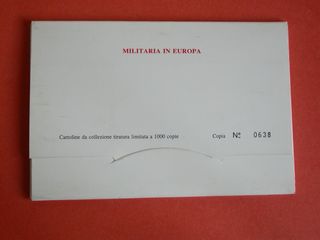 MILITARIA IN EUROPA
Cartoline da collezione tiratura limitata a 1000 copie Copia Nº 0638